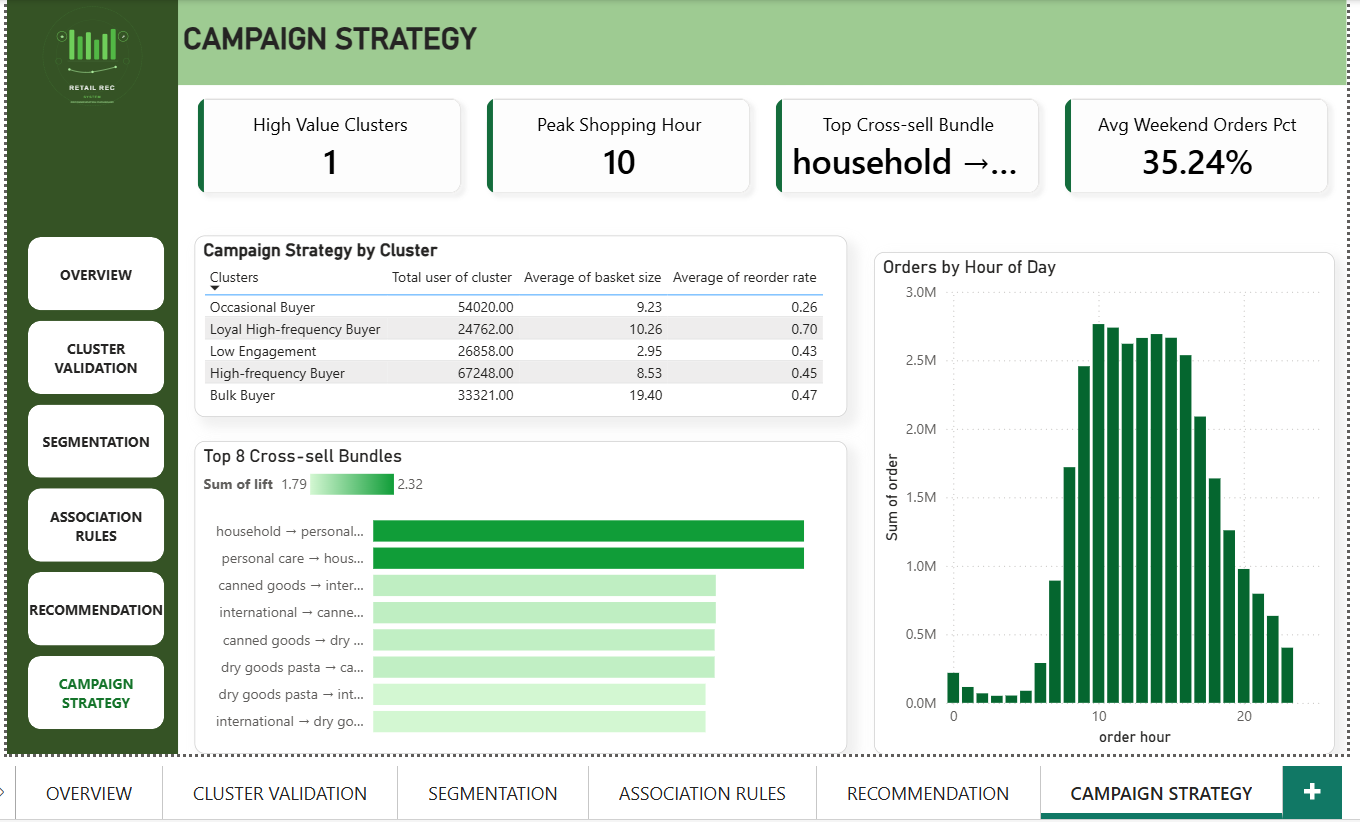 CAMPAIGN STRATEGY
RETAIL REC
High Value Clusters
1
Peak Shopping Hour
10
Top Cross-sell Bundle
household →...
Avg Weekend Orders Pct
35.24%
OVERVIEW
CLUSTER
VALIDATION
SEGMENTATION
ASSOCIATION
RULES
RECOMMENDATION
CAMPAIGN
STRATEGY
Campaign Strategy by Cluster
Clusters Total user of cluster Average of basket size Average of reorder rate
Occasional Buyer 54020.00 9.23 0.26
Loyal High-frequency Buyer 24762.00 10.26 0.70
Low Engagement 26858.00 2.95 0.43
High-frequency Buyer 67248.00 8.53 0.45
Bulk Buyer 33321.00 19.40 0.47
Top 8 Cross-sell Bundles
Sum of lift 1.79 2.32
household → personal...
personal care → hous...
canned goods → inter...
international → canne...
canned goods → dry ...
dry goods pasta → ca...
dry goods pasta → int...
international → dry go...
Orders by Hour of Day
3.0M
2.5M
2.0M
1.5M
1.0M
0.5M
0.0M
Sum of order
0 10 20
order hour
OVERVIEW CLUSTER VALIDATION SEGMENTATION ASSOCIATION RULES RECOMMENDATION CAMPAIGN STRATEGY +